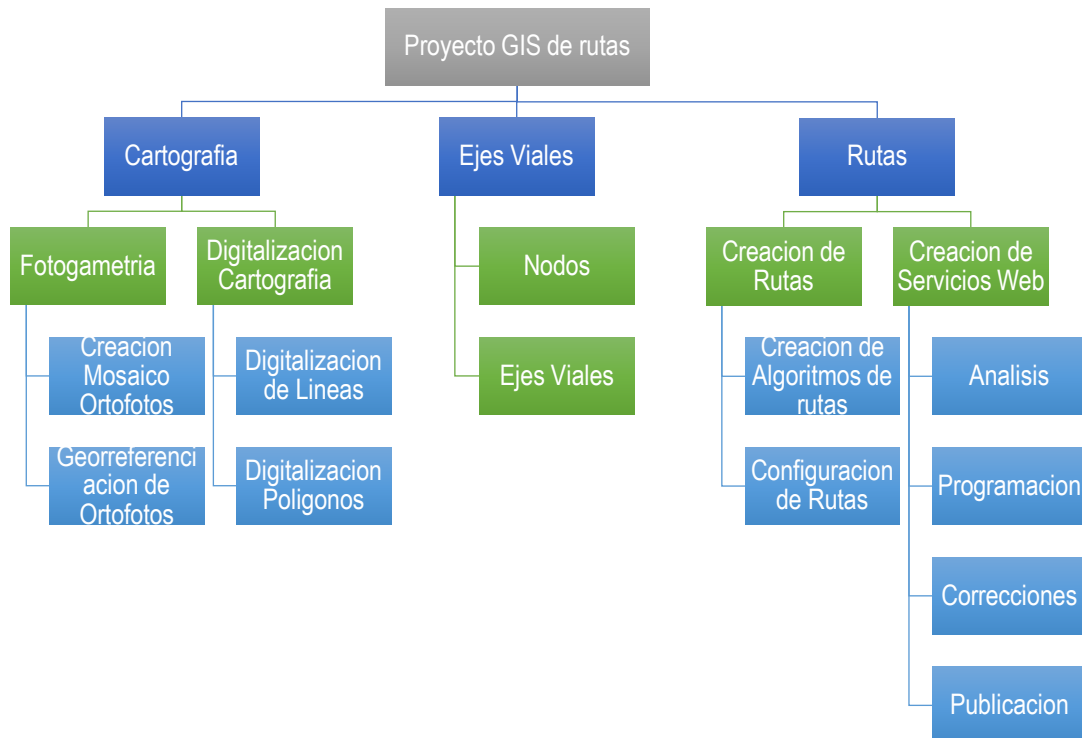 Proyecto GIS de rutas
Cartografia
Ejes Viales
Rutas
Fotogametria
Digitalizacion
Cartografia
Nodos
Creacion de
Rutas
Creacion de
Servicios Web
Creacion
Mosaico
Ortofotos
Digitalizacion
de Lineas
Ejes Viales
Creacion de
Algoritmos de
rutas
Analisis
Georreferenci
acion de
Ortofotos
Digitalizacion
Poligonos
Configuracion
de Rutas
Programacion
Correcciones
Publicacion